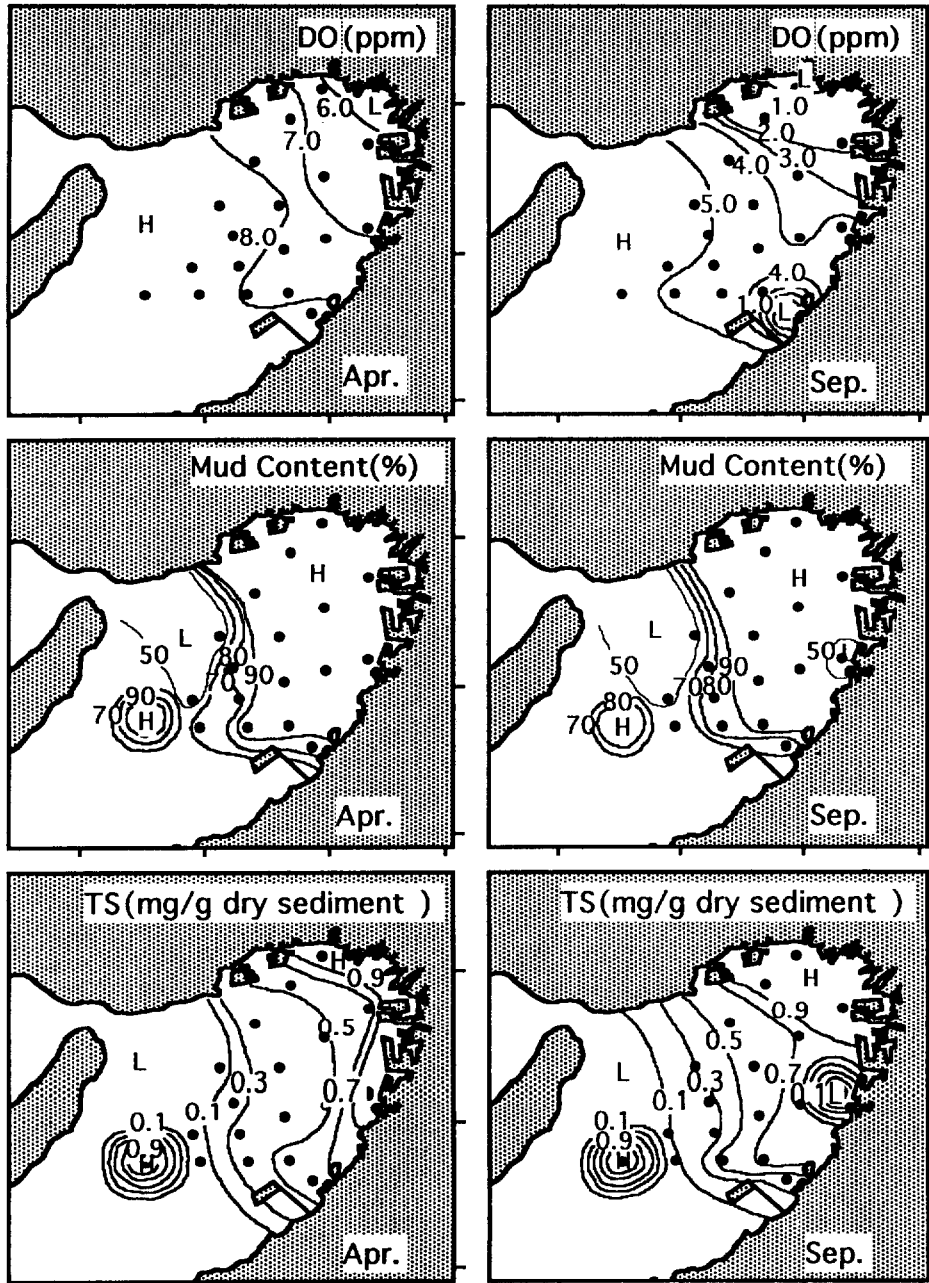 DO(ppm)
L
6.0
7.0
H
8.0
Apr.
DO(ppm)
L
1.0
2.0
3.0
4.0
5.0
H
4.0
1.0
L
Sep.
Mud Content(%)
H
L
50
80
90
90
70
H
Apr.
Mud Content(%)
H
L
50
50
L
90
70
80
80
70
H
Sep.
TS(mg/g dry sediment )
H
0.9
0.5
L
0.3
0.7
0.1
0.1
0.9
H
Apr.
TS(mg/g dry sediment )
H
0.9
0.5
L
0.3
0.7
0.1
L
0.1
0.1
0.9
H
Sep.